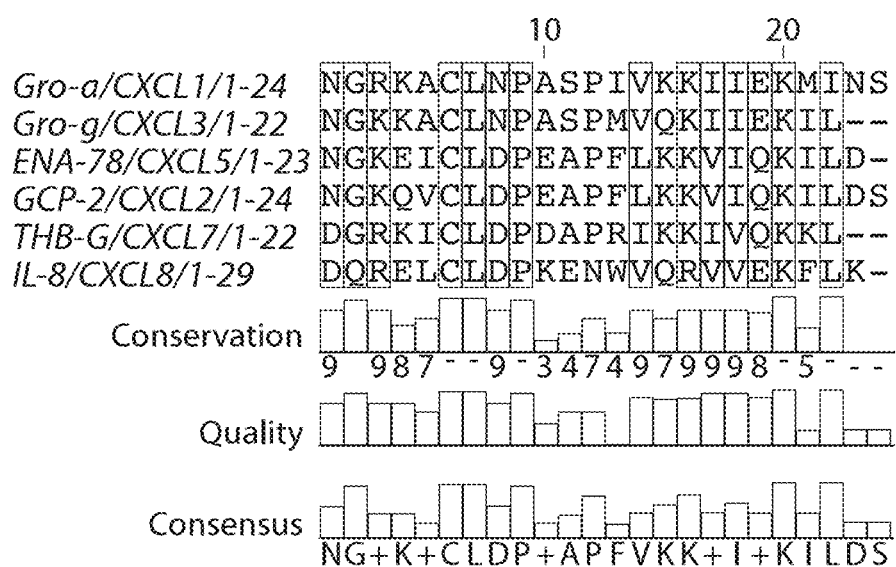 10 20
Gro-a/CXCL1/1-24 NGRKACLNPASPIVKKIIEKMINS
Gro-g/CXCL3/1-22 NGKKACLNPASPMVQKIIEKIL--
ENA-78/CXCL5/1-23 NGKEICLDPEAPFLKKVIQKILD-
GCP-2/CXCL2/1-24 NGKQVCLDPEAPFLKKVIQKILDS
THB-G/CXCL7/1-22 DGRKICLDPDAPRIKKIVQKKL--
IL-8/CXCL8/1-29 DQRELCLDPKENWVQRVVEKFLK-
Conservation
9 987--9-3474979998-5---
Quality
Consensus
NG+K+CLDP+APFVKK+I+KILDS